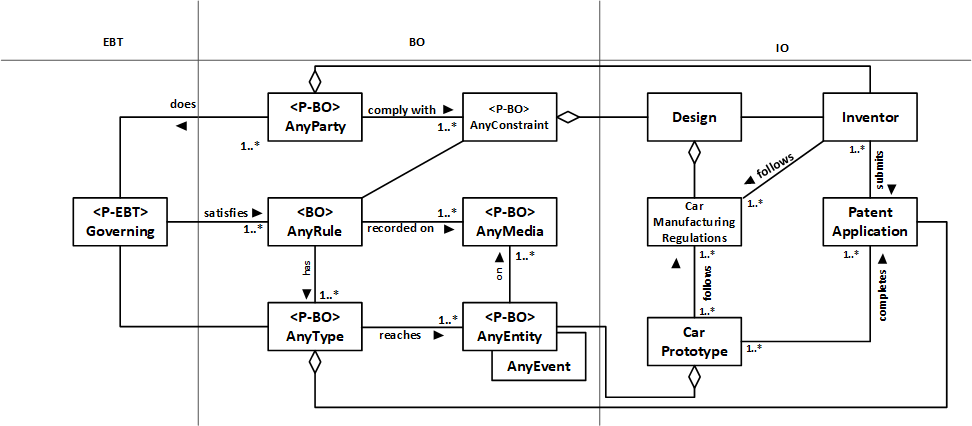 EBT
BO
IO
does
<P-BO>
AnyParty
1..*
comply with
1..*
<P-BO>
AnyConstraint
Design
Inventor
1..*
submits
follows
1..*
<P-EBT>
Governing
satisfies
1..*
<BO>
AnyRule
recorded on
1..*
<P-BO>
AnyMedia
1..*
Car
Manufacturing
Regulations
1..*
Patent
Application
1..*
has
1..*
on
follows
1..*
completes
<P-BO>
AnyType
reaches
1..*
<P-BO>
AnyEntity
AnyEvent
Car
Prototype
1..*